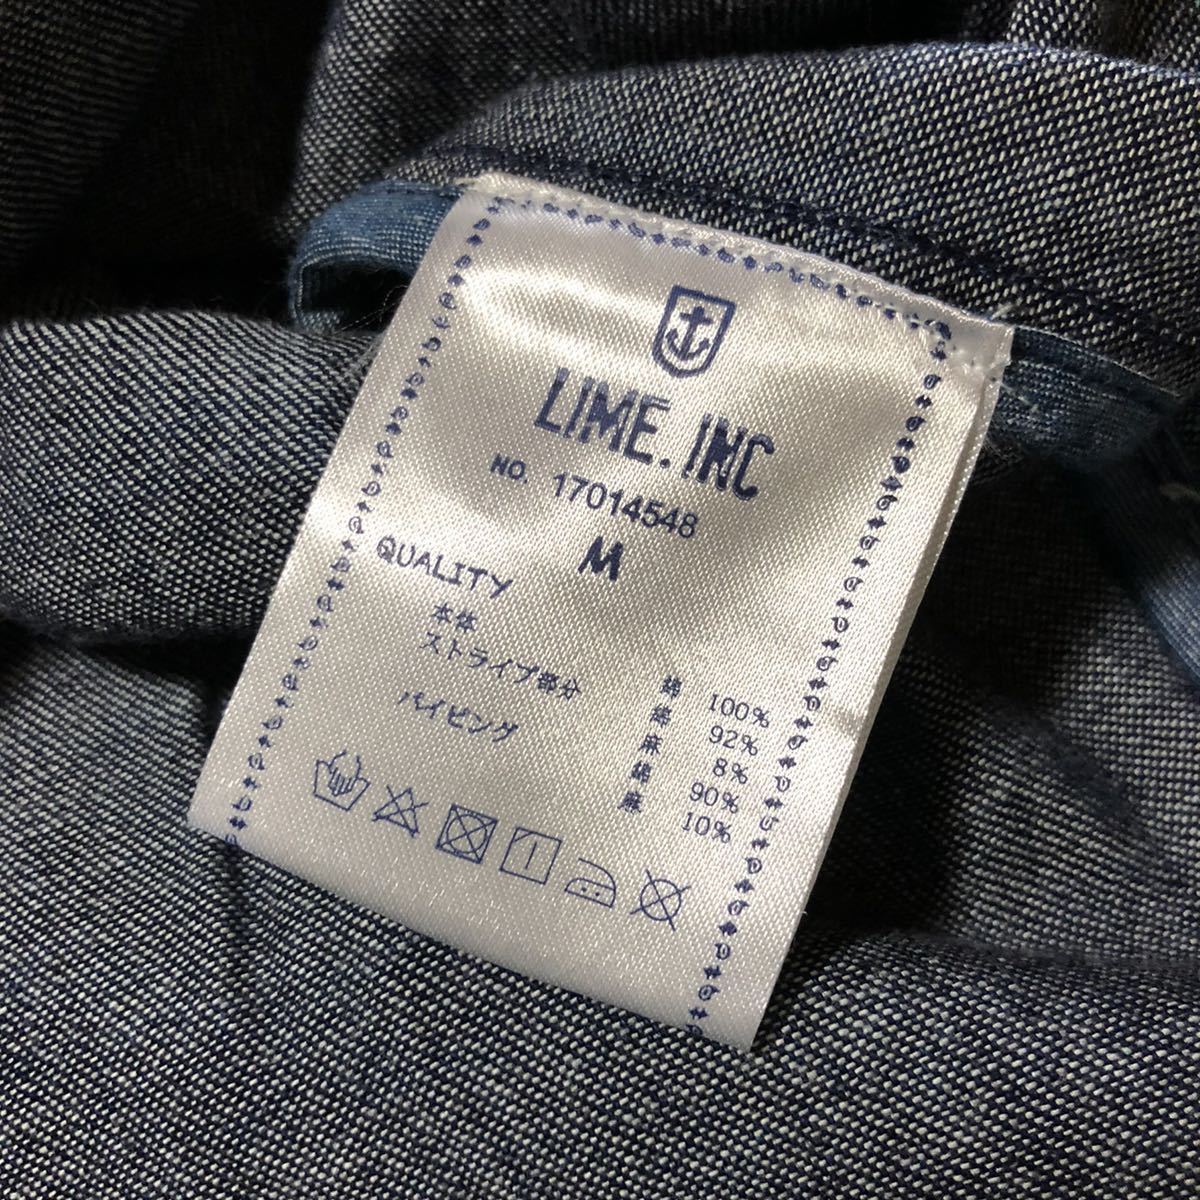 LIME.INC
NO. 17014548
M
QUALITY
本体 綿 100%
ストライプ部分 綿 92%
麻 8%
パイピング 綿 90%
麻 10%